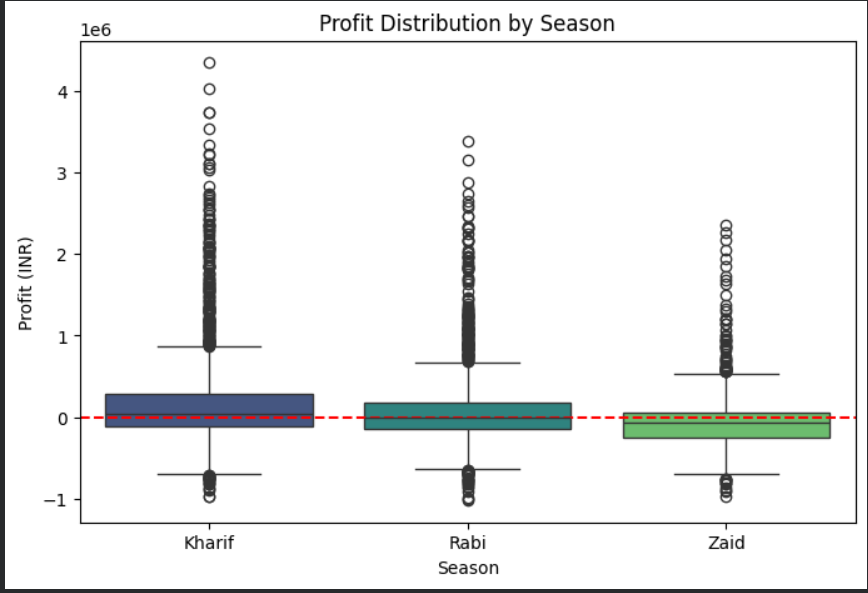 Profit Distribution by Season
1e6
4
3
2
1
0
−1
Profit (INR)
Kharif
Rabi
Zaid
Season